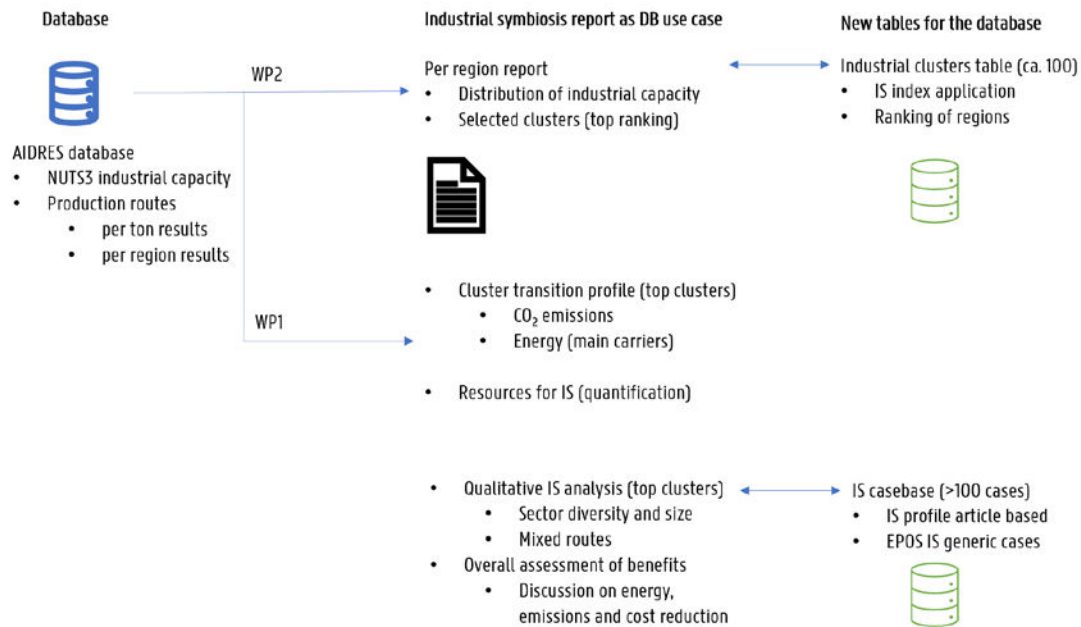 Database
AIDRES database
• NUTS3 industrial capacity
• Production routes
• per ton results
• per region results
WP2
WP1
Industrial symbiosis report as DB use case
Per region report
• Distribution of industrial capacity
• Selected clusters (top ranking)
• Cluster transition profile (top clusters)
• CO₂ emissions
• Energy (main carriers)
• Resources for IS (quantification)
• Qualitative IS analysis (top clusters)
• Sector diversity and size
• Mixed routes
• Overall assessment of benefits
• Discussion on energy,
emissions and cost reduction
New tables for the database
Industrial clusters table (ca. 100)
• IS index application
• Ranking of regions
IS casebase (>100 cases)
• IS profile article based
• EPOS IS generic cases